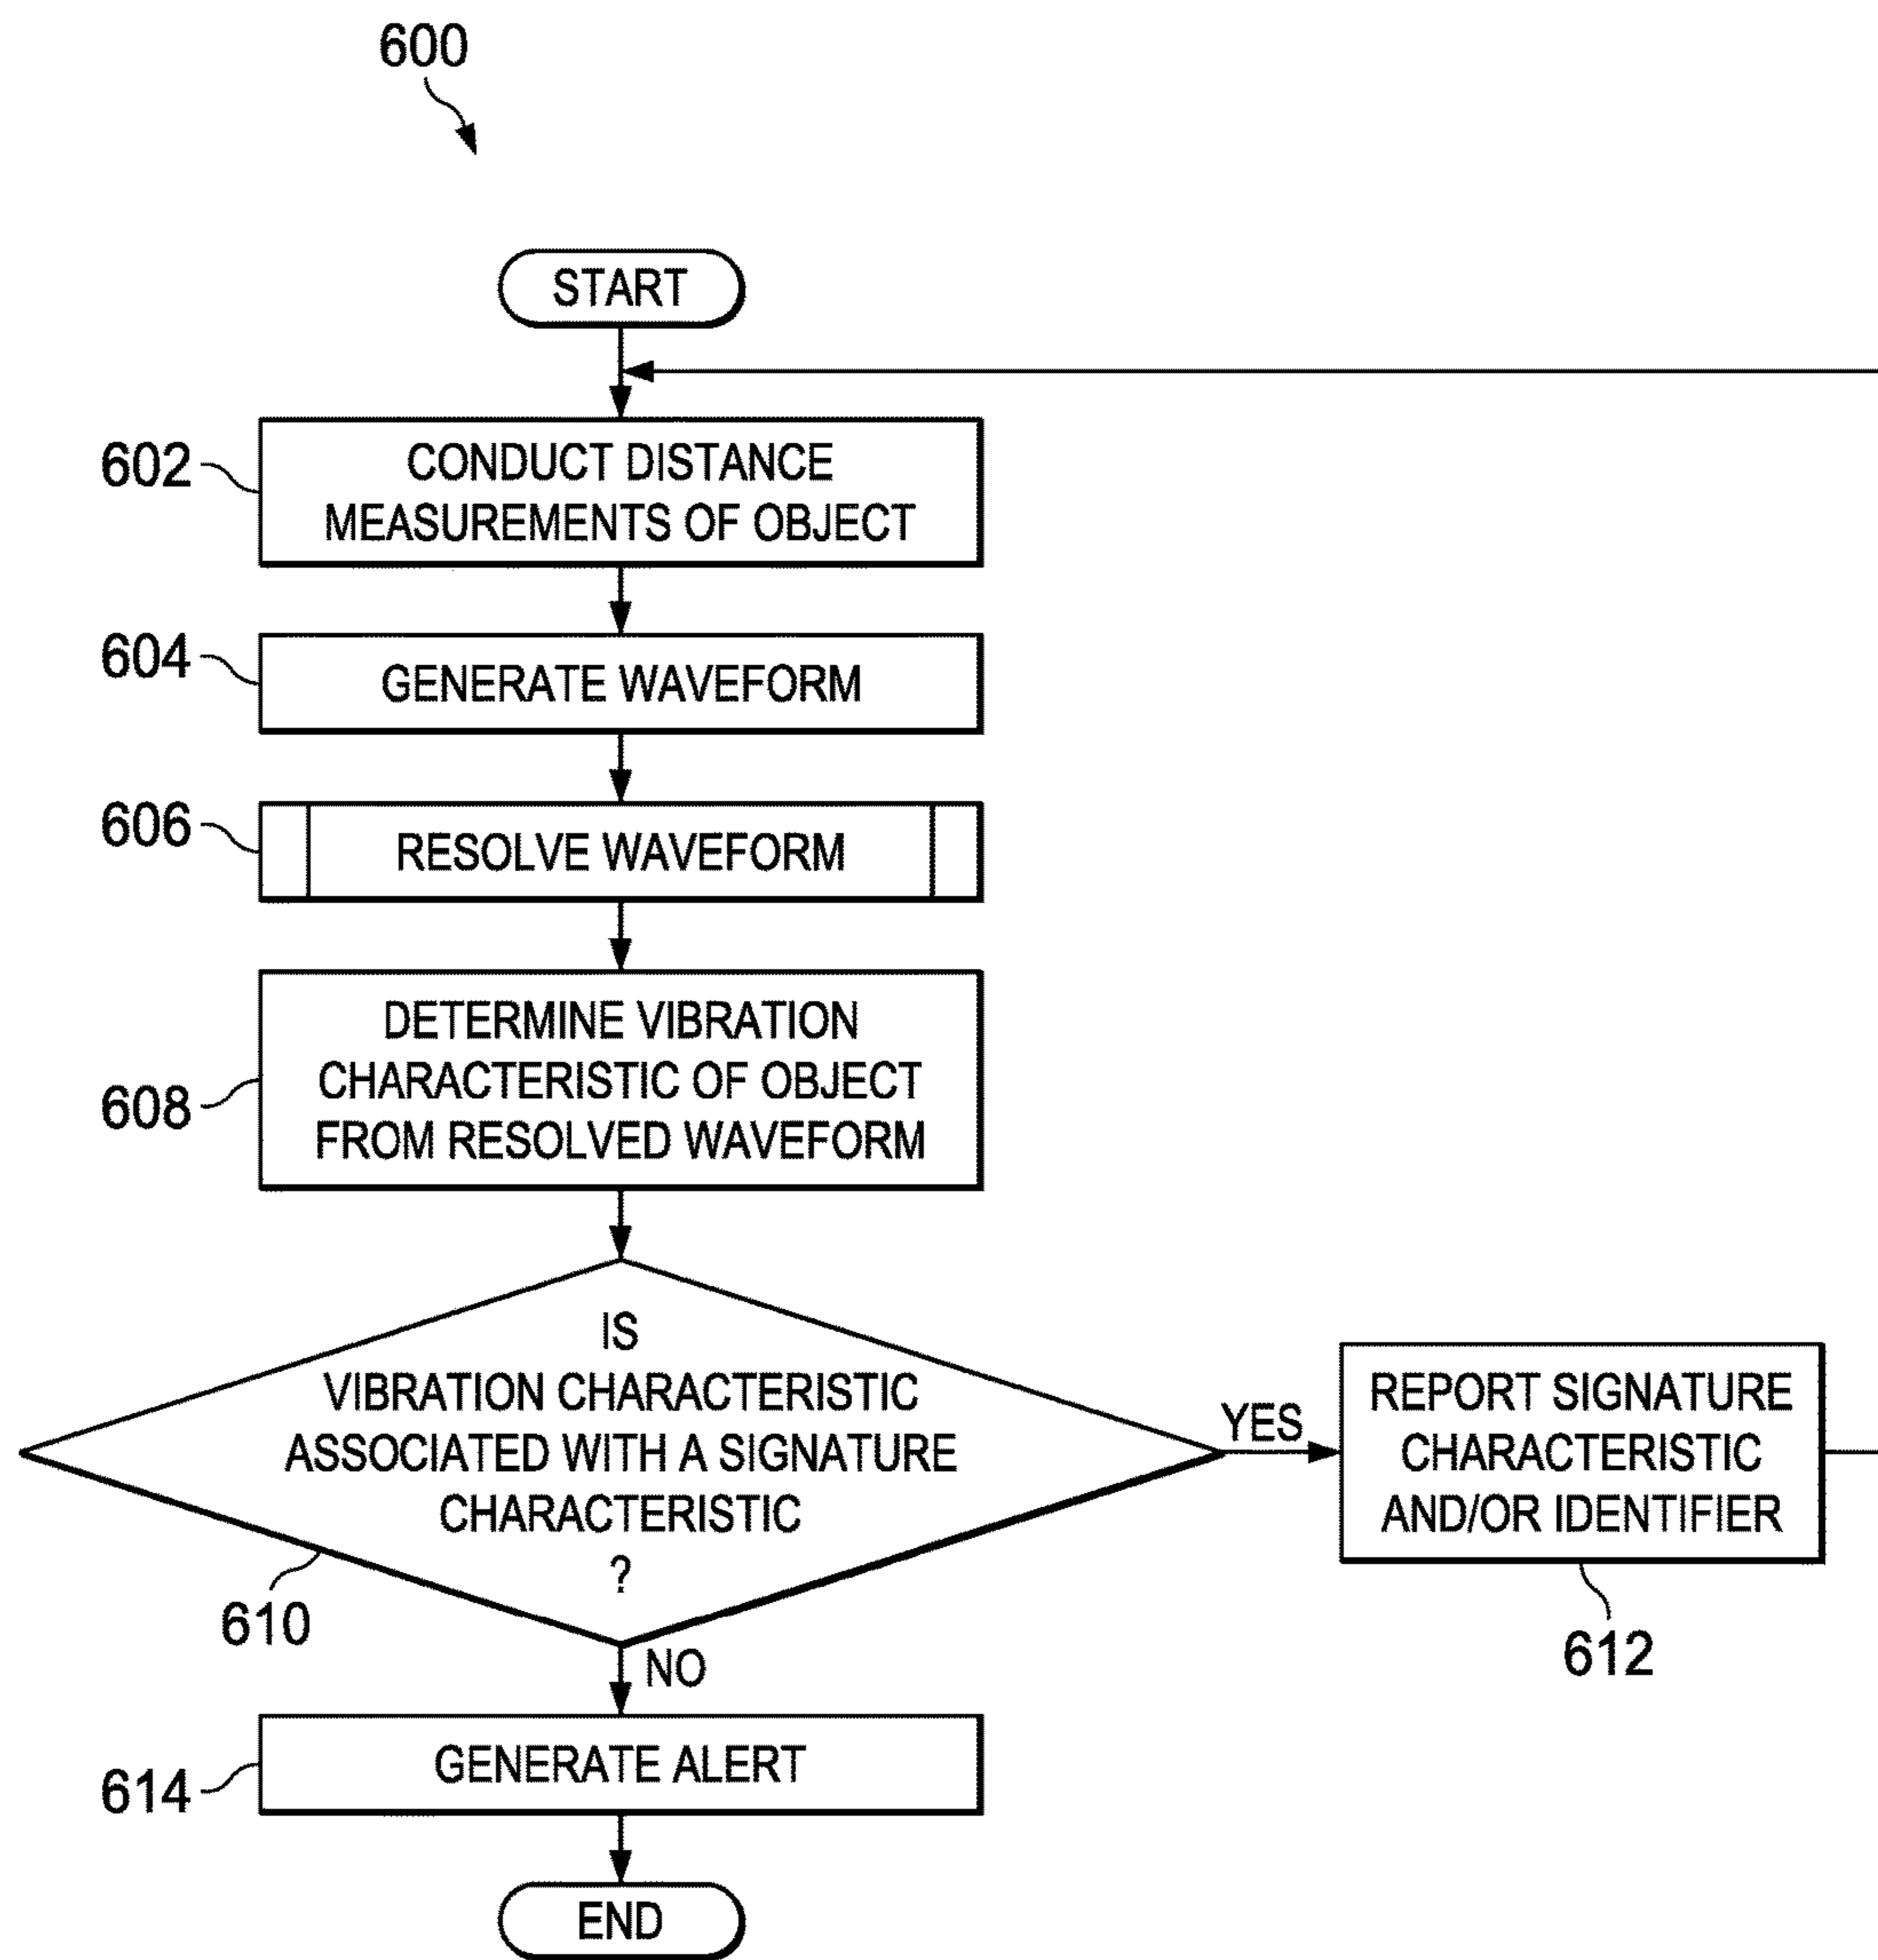 600
START
602
CONDUCT DISTANCE
MEASUREMENTS OF OBJECT
604
GENERATE WAVEFORM
606
RESOLVE WAVEFORM
608
DETERMINE VIBRATION
CHARACTERISTIC OF OBJECT
FROM RESOLVED WAVEFORM
IS
VIBRATION CHARACTERISTIC
ASSOCIATED WITH A SIGNATURE
CHARACTERISTIC
?
610
YES
REPORT SIGNATURE
CHARACTERISTIC
AND/OR IDENTIFIER
612
NO
614
GENERATE ALERT
END